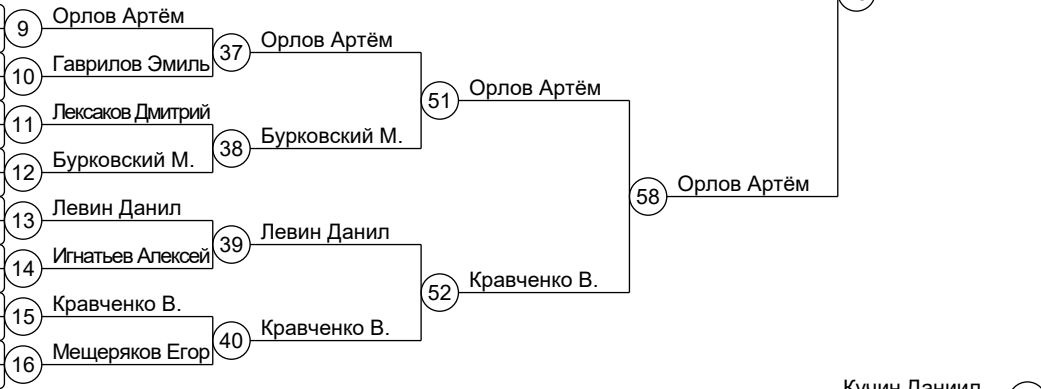 9 Орлов Артём
10 Гаврилов Эмиль
37 Орлов Артём
11 Лексаков Дмитрий
12 Бурковский М.
38 Бурковский М.
51 Орлов Артём
13 Левин Данил
14 Игнатьев Алексей
39 Левин Данил
15 Кравченко В.
16 Мещеряков Егор
40 Кравченко В.
52 Кравченко В.
58 Орлов Артём
Кучин Даниил